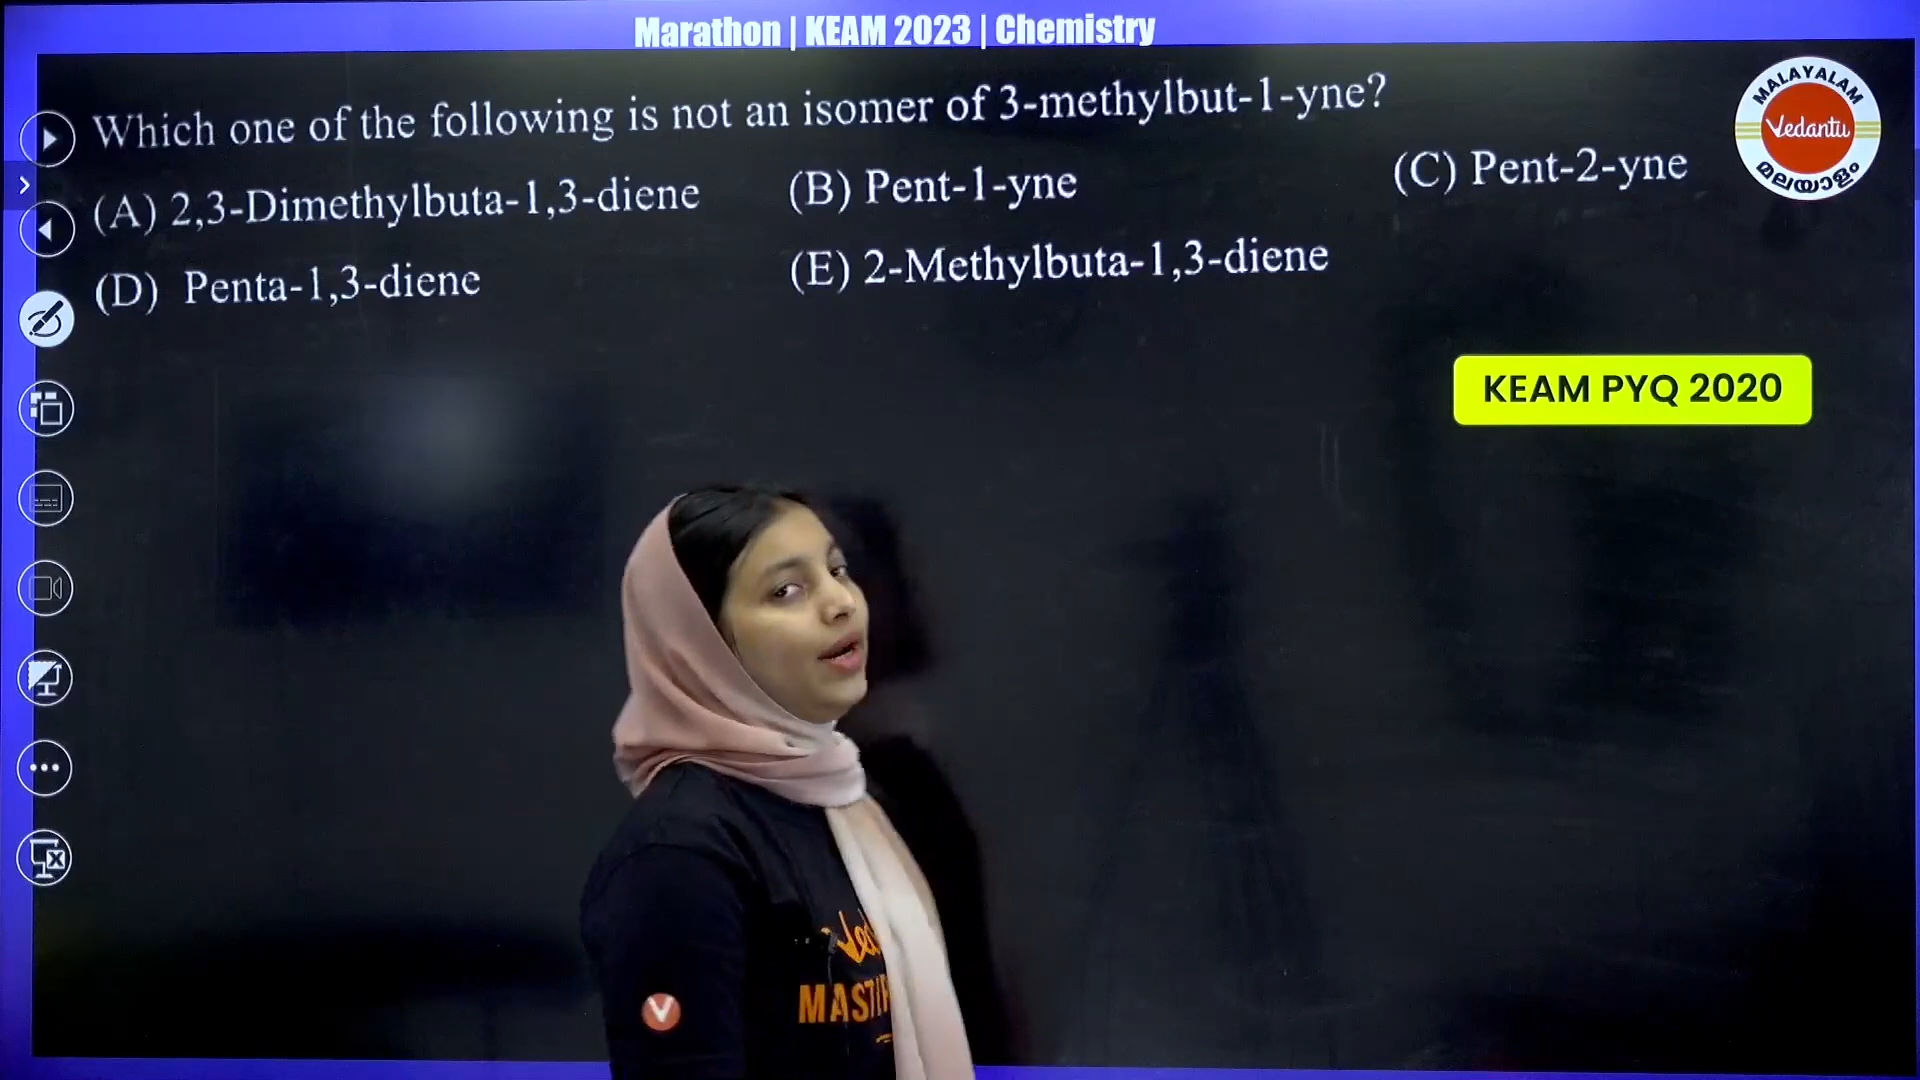 Marathon | KEAM 2023 | Chemistry
Which one of the following is not an isomer of 3-methylbut-1-yne?
(A) 2,3-Dimethylbuta-1,3-diene (B) Pent-1-yne (C) Pent-2-yne
(D) Penta-1,3-diene (E) 2-Methylbuta-1,3-diene
MALAYALAM
Vedantu
മലയാളം
KEAM PYQ 2020
V